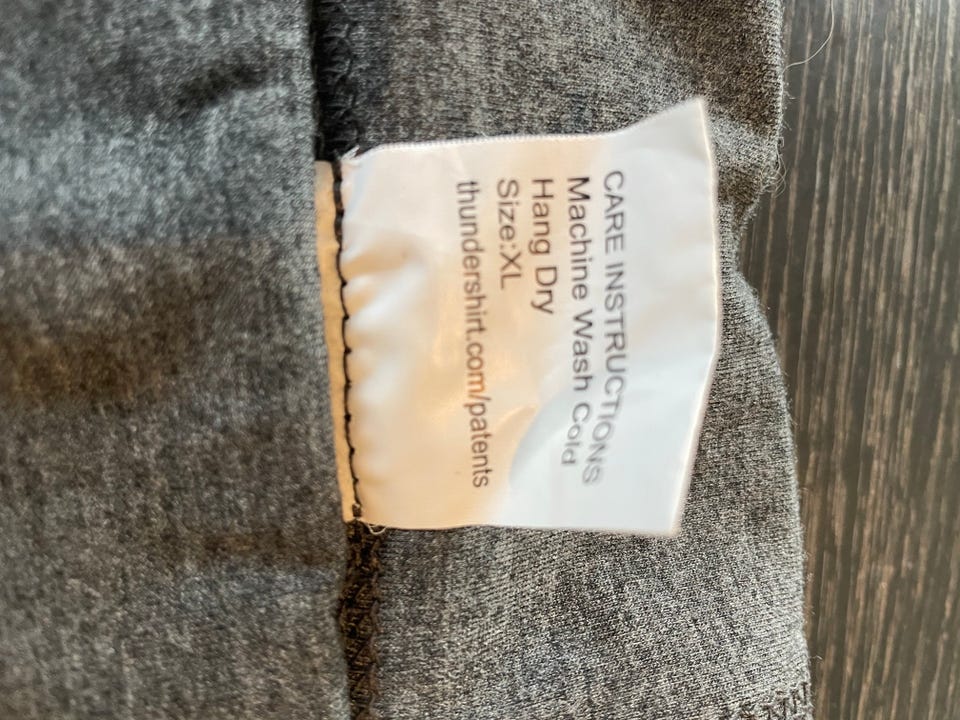 CARE INSTRUCTIONS
Machine Wash Cold
Hang Dry
Size:XL
thundershirt.com/patents